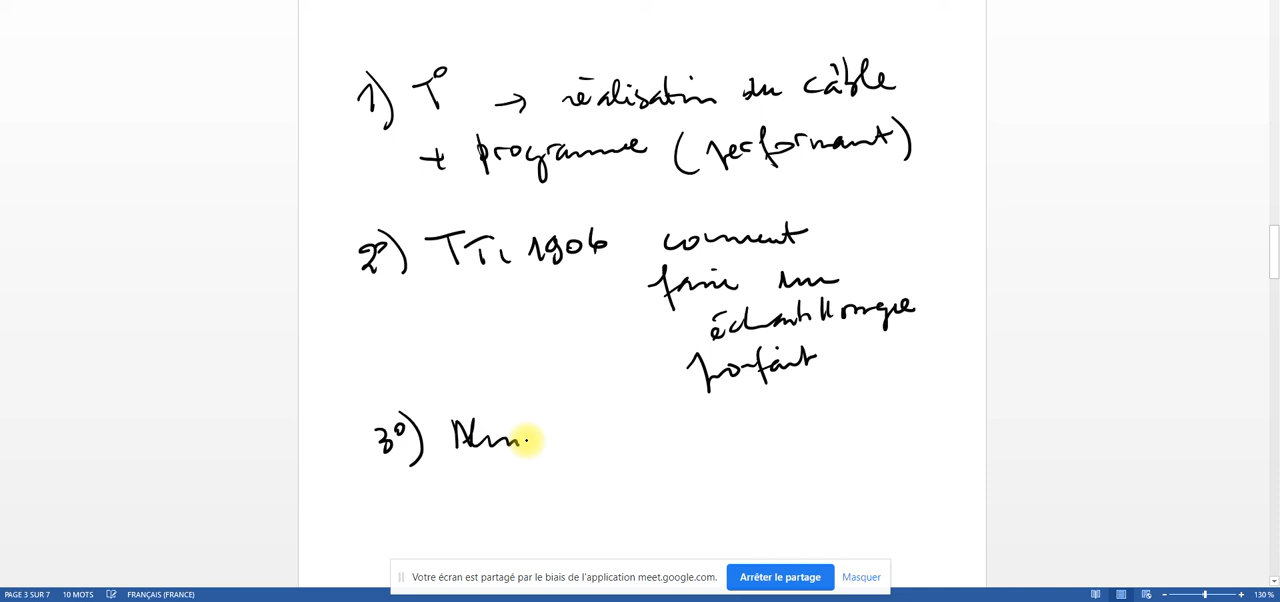 1) T° → réalisation du câble
+ programme (performant)
2°) TTi 1906 comment
faire un
échantillonnage
parfait
3°)
Votre écran est partagé par le biais de l'application meet.google.com. Arrêter le partage Masquer
PAGE 3 SUR 7 10 MOTS FRANÇAIS (FRANCE) 130 %